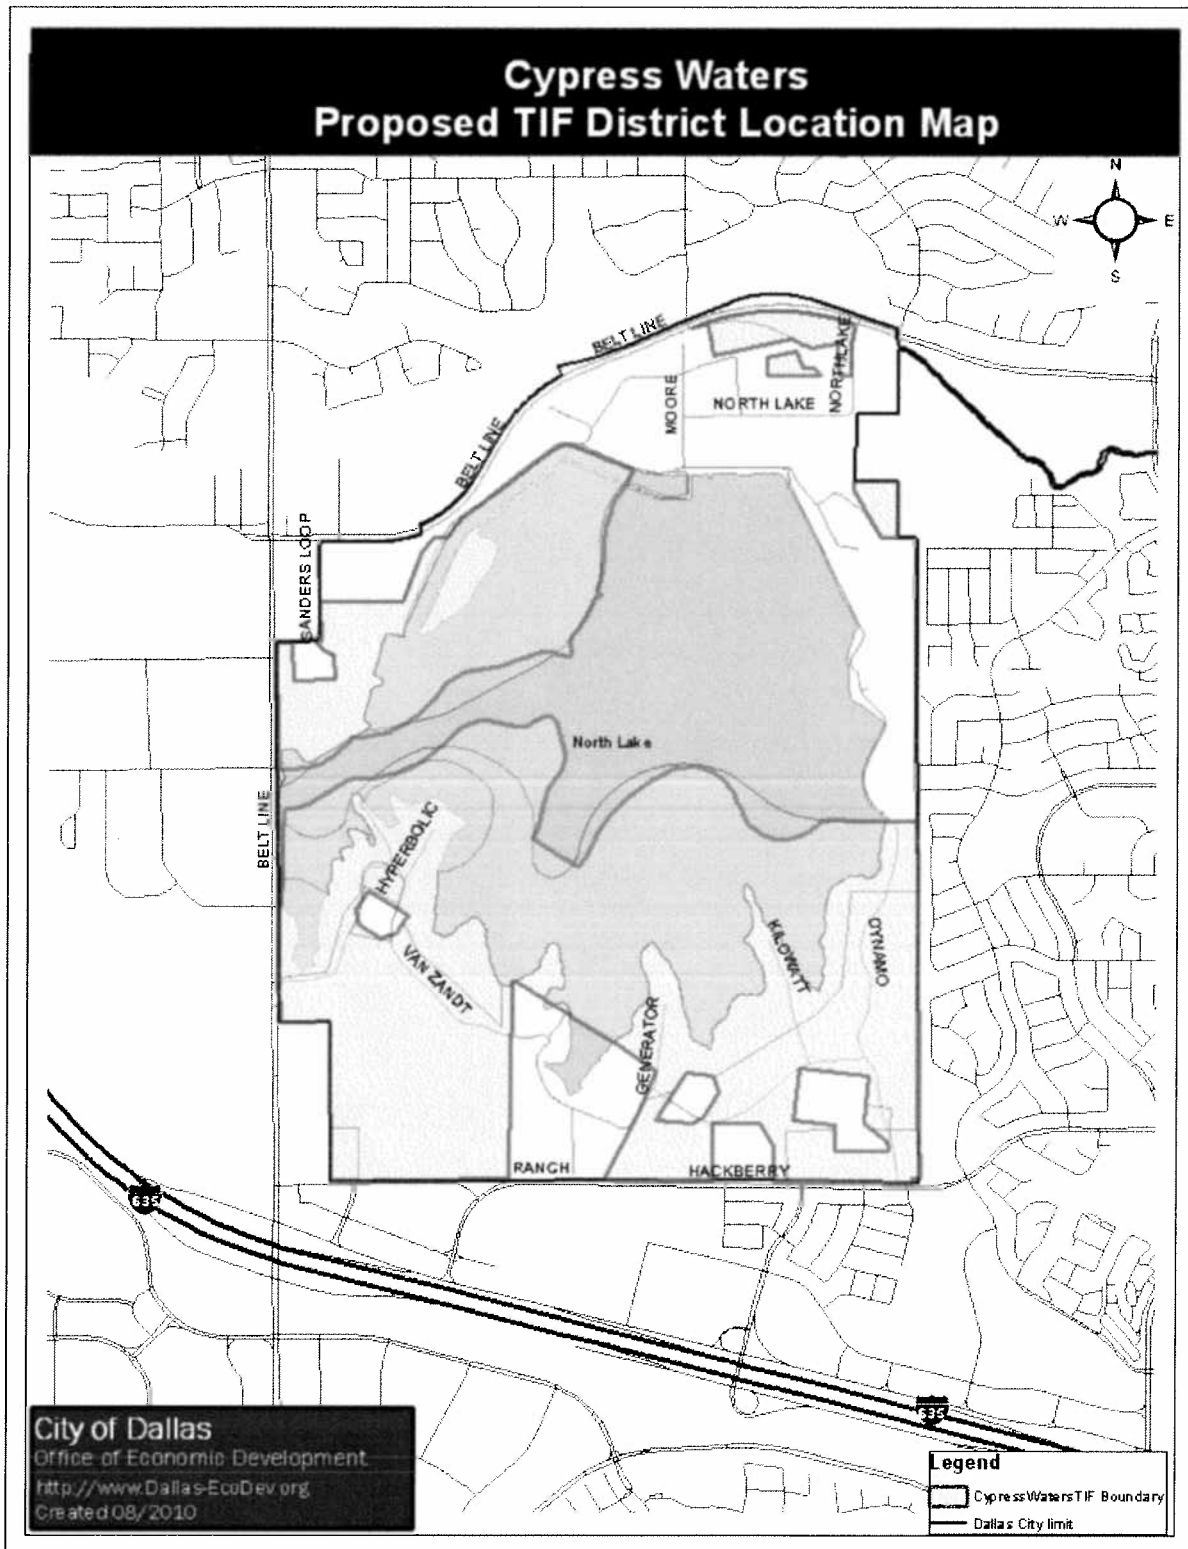 Cypress Waters
Proposed TIF District Location Map
N
W
E
S
BELT LINE
NORTHLAKE
MOORE
NORTH LAKE
BELT LINE
SANDERS LOOP
North Lake
BELT LINE
HYPERBOLIC
VAN ZANDT
KILOWATT
DYNAMO
GENERATOR
RANCH
HACKBERRY
635
635
City of Dallas
Office of Economic Development
http://www.Dallas-EcoDev.org
Created 08/2010
Legend
CypressWatersTIF Boundary
Dallas City limit